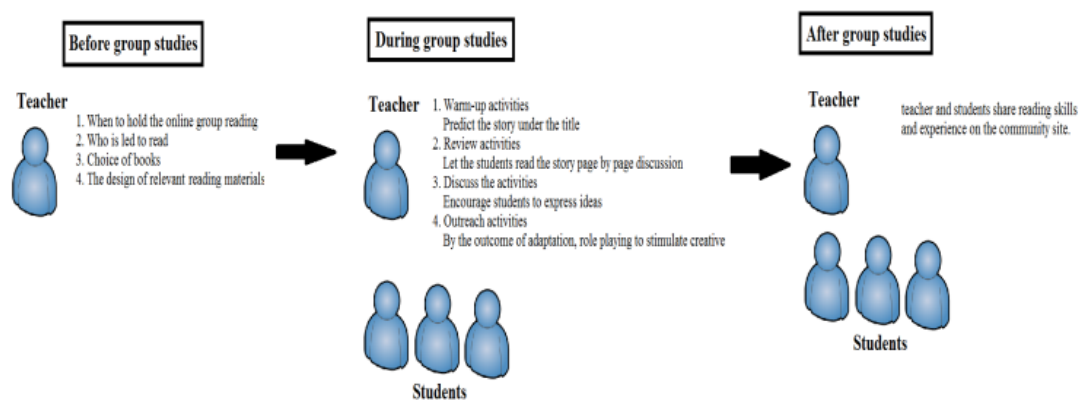 Before group studies
Teacher
1. When to hold the online group reading
2. Who is led to read
3. Choice of books
4. The design of relevant reading materials
During group studies
Teacher
1. Warm-up activities
Predict the story under the title
2. Review activities
Let the students read the story page by page discussion
3. Discuss the activities
Encourage students to express ideas
4. Outreach activities
By the outcome of adaptation, role playing to stimulate creative
Students
After group studies
Teacher
teacher and students share reading skills
and experience on the community site.
Students